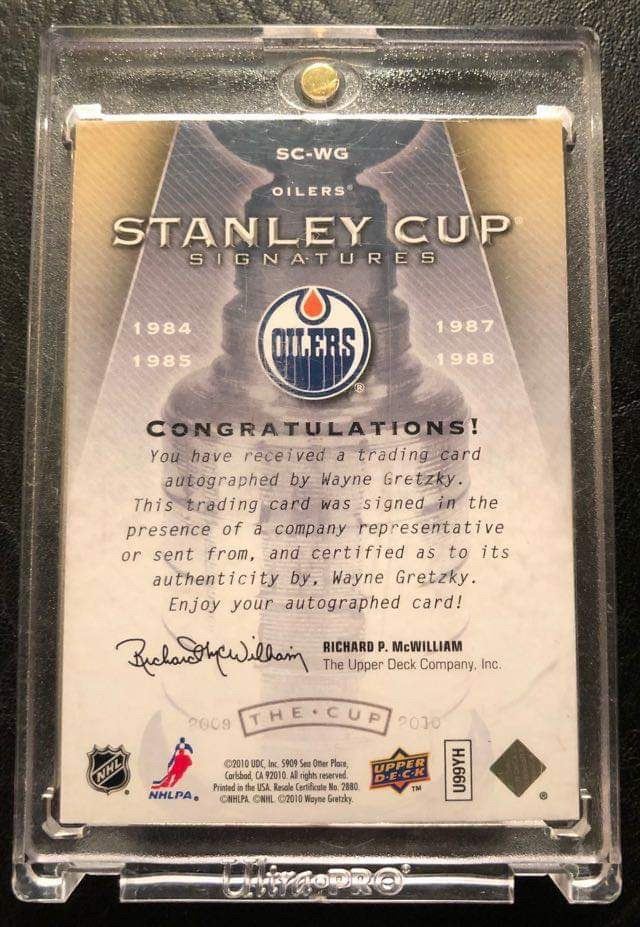 SC-WG
OILERS®
STANLEY CUP®
SIGNATURES
1984
1985
OILERS
®
1987
1988
CONGRATULATIONS!
You have received a trading card
autographed by Wayne Gretzky.
This trading card was signed in the
presence of a company representative
or sent from, and certified as to its
authenticity by, Wayne Gretzky.
Enjoy your autographed card!
Richard McWilliam
RICHARD P. McWILLIAM
The Upper Deck Company, Inc.
2009 THE•CUP 2010
NHL
®
NHLPA®
©2010 UDC, Inc. 5909 Sea Otter Place,
Carlsbad, CA 92010. All rights reserved.
Printed in the USA. Resale Certificate No. 2880.
©NHLPA. ©NHL. ©2010 Wayne Gretzky.
UPPER
DECK
TM
U99YH
®
Ultra•PRO®